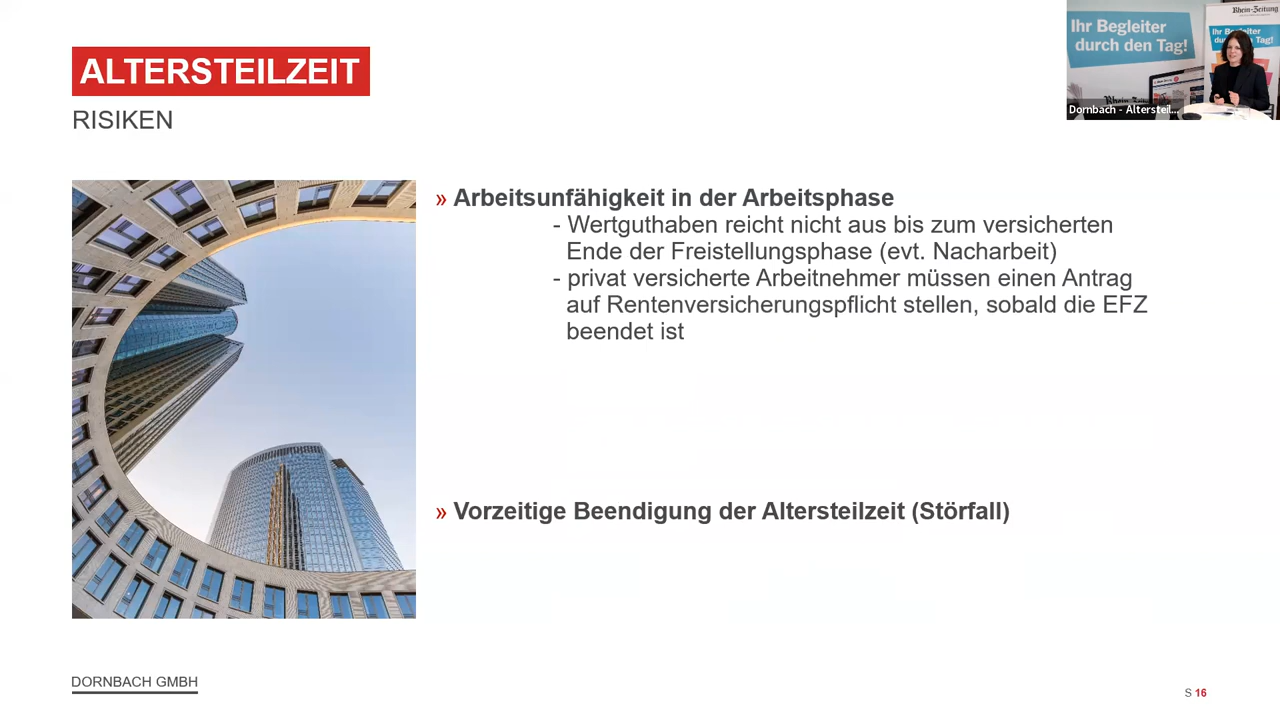 ALTERSTEILZEIT
RISIKEN
» Arbeitsunfähigkeit in der Arbeitsphase
- Wertguthaben reicht nicht aus bis zum versicherten
Ende der Freistellungsphase (evt. Nacharbeit)
- privat versicherte Arbeitnehmer müssen einen Antrag
auf Rentenversicherungspflicht stellen, sobald die EFZ
beendet ist
» Vorzeitige Beendigung der Altersteilzeit (Störfall)
DORNBACH GMBH
S 16
Rhein-Zeitung
Ihr Begleiter
durch den Tag!
Ihr Begleiter
durch den Tag!
Dornbach - Altersteil...